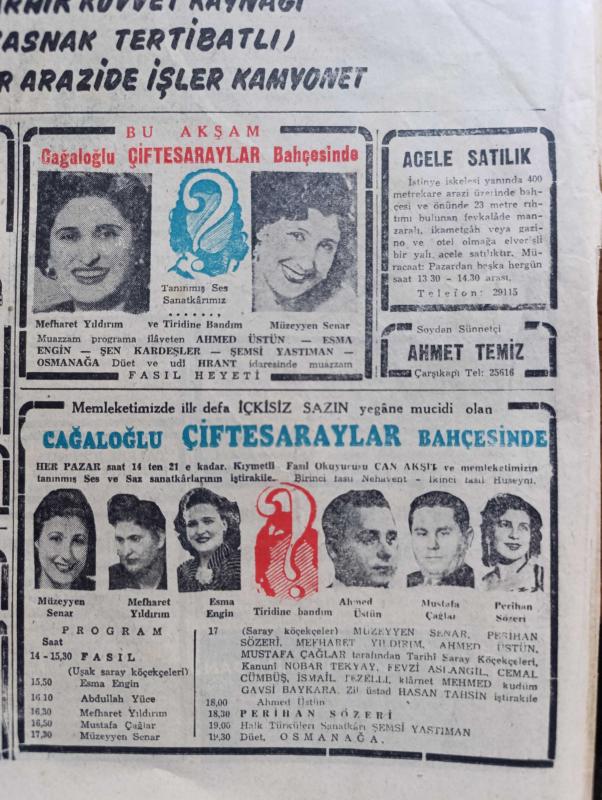 KUVVET KAYNAĞI
KASNAK TERTİBATLI)
R ARAZİDE İŞLER KAMYONET
BU AKŞAM
Cağaloğlu ÇİFTESARAYLAR Bahçesinde
?
Tanınmış Ses
Sanatkârımız
.......,
Mefharet Yıldırım ve Tiridine Bandım Müzeyyen Senar
Muazzam programa ilâveten AHMED ÜSTÜN — ESMA
ENGİN — ŞEN KARDEŞLER — ŞEMSİ YASTIMAN —
OSMANAĞA Düet ve udî HRANT idaresinde muazzam
FASIL HEYETİ
ACELE SATILIK
İstinye iskelesi yanında 400
metrekare arazi üzerinde bah-
çesi ve önünde 23 metre rıh-
tımı bulunan fevkalâde man-
zaralı, ikametgâh veya gazi-
no ve otel olmağa elverişli
bir yalı, acele satılıktır. Mü-
racaat: Pazardan başka hergün
saat 13.30 - 14.30 arası.
Telefon: 29115
Soydan Sünnetçi
AHMET TEMİZ
Çarşıkapı Tel: 25616
Memleketimizde ilk defa İÇKİSİZ SAZIN yegâne mucidi olan
CAĞALOĞLU ÇİFTESARAYLAR BAHÇESİNDE
HER PAZAR saat 14 ten 21 e kadar. Kıymetli Fasıl Okuyucusu CAN AKŞİT ve memleketimizin
tanınmış Ses ve Saz sanatkârlarının iştirakile. Birinci fasıl Nehavent - İkinci fasıl Hüseyni.
?
Müzeyyen
Senar
Mefharet
Yıldırım
Esma
Engin
Tiridine bandım
Ahmed
Üstün
Mustafa
Çağlar
Perihan
Sözeri
PROGRAM
Saat
14 - 15,30 FASIL
(Uşak saray köçekçeleri)
15,50 Esma Engin
16,10 Abdullah Yüce
16,30 Mefharet Yıldırım
16,50 Mustafa Çağlar
17,30 Müzeyyen Senar
17 (Saray köçekçeler) MÜZEYYEN SENAR, PERİHAN
SÖZERİ, MEFHARET YILDIRIM, AHMED ÜSTÜN,
MUSTAFA ÇAĞLAR tarafından Tarihî Saray Köçekçeleri,
Kanunî NOBAR TEKYAY, FEVZİ ASLANGİL, CEMAL
CÜMBÜŞ, İSMAİL TEZELLİ, klârnet MEHMED kudüm
GAVSİ BAYKARA. Zil üstad HASAN TAHSİN iştirakile
18,00 Ahmed Üstün
18,30 PERİHAN SÖZERİ
19,00 Halk Türküleri Sanatkârı ŞEMSİ YASTIMAN
19,30 Düet, OSMANAĞA.